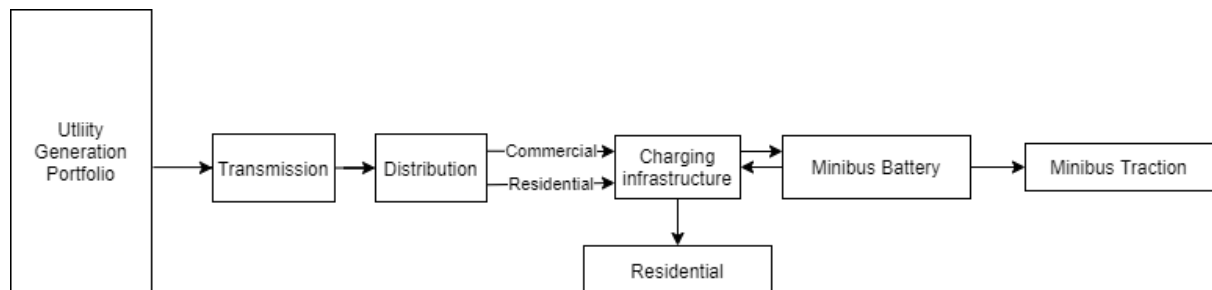 Utliity
Generation
Portfolio
Transmission
Distribution
Commercial
Residential
Charging
infrastructure
Minibus Battery
Minibus Traction
Residential